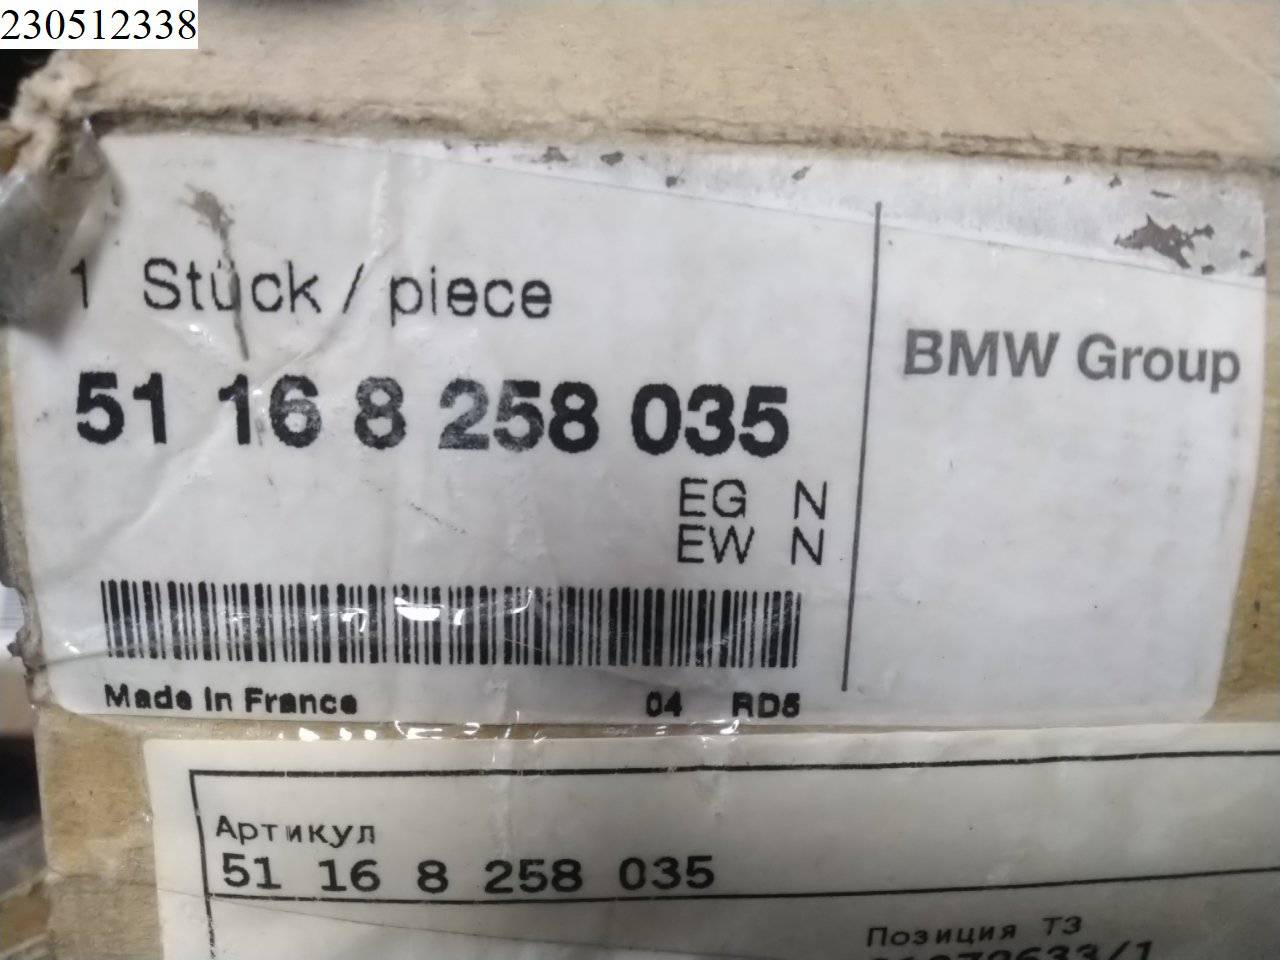 230512338
1 Stück / piece
BMW Group
51 16 8 258 035
EG N
EW N
Made in France 04 RD5
Артикул
51 16 8 258 035
Позиция ТЗ